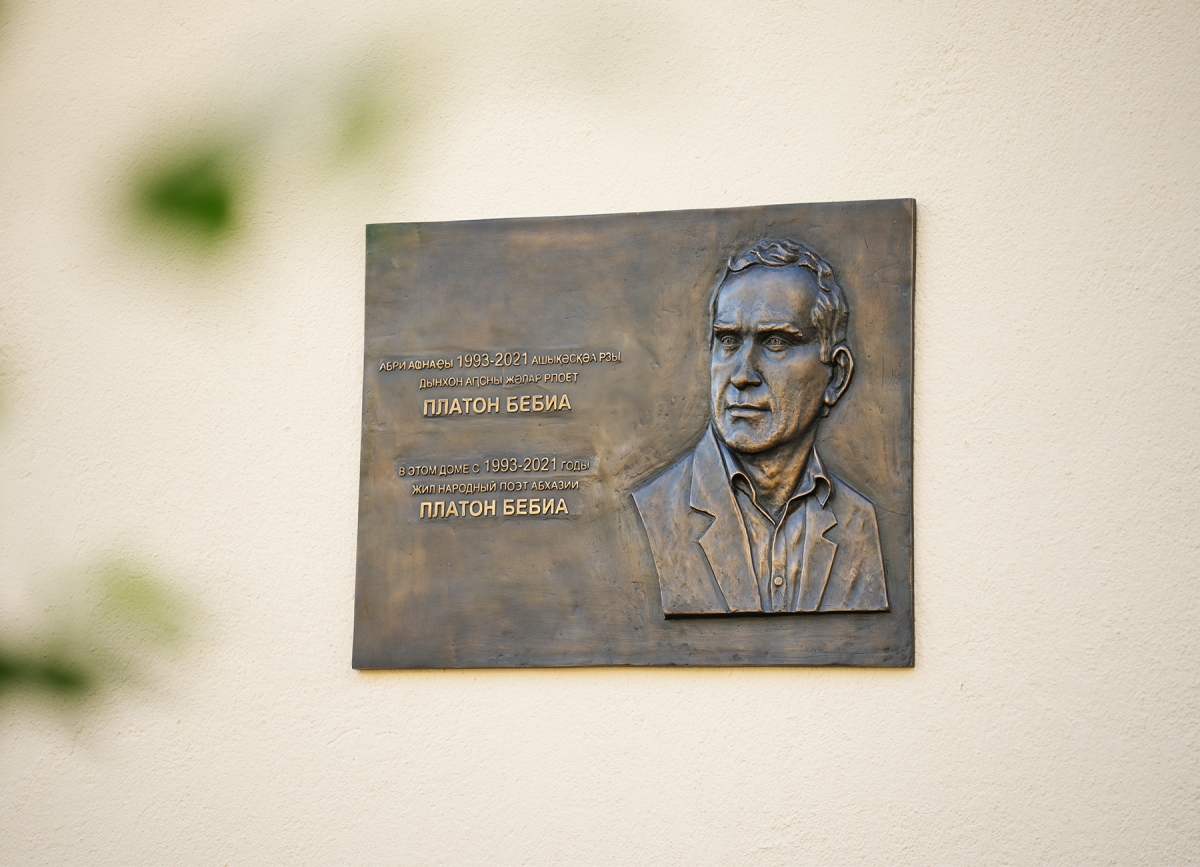 АБРИ АҨНАҾЫ 1993-2021 АШЫҚӘСҚӘА РЗЫ
ДЫНХОН АԤСНЫ ЖӘЛАР РПОЕТ
ПЛАТОН БЕБИА
В ЭТОМ ДОМЕ С 1993-2021 ГОДЫ
ЖИЛ НАРОДНЫЙ ПОЭТ АБХАЗИИ
ПЛАТОН БЕБИА